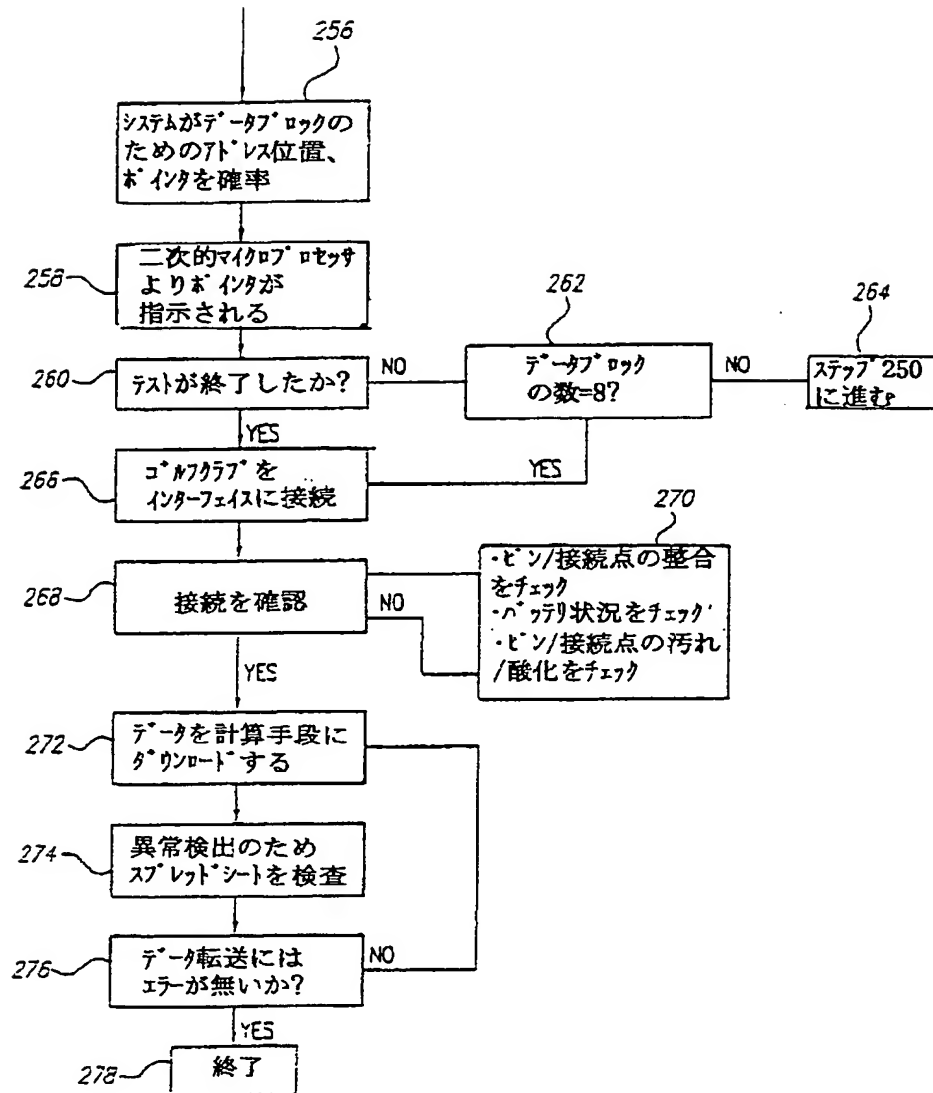 256
システムがデータブロックの
ためのアドレス位置、
ポインタを確率
258
二次的マイクロプロセッサ
よりポインタが
指示される
260
テストが終了したか?
NO
262
データブロック
の数=8?
NO
264
ステップ250
に進む
YES
YES
266
ゴルフクラブを
インターフェイスに接続
268
接続を確認
NO
270
・ピン/接続点の整合
をチェック
・バッテリ状況をチェック
・ピン/接続点の汚れ
/酸化をチェック
YES
272
データを計算手段に
ダウンロードする
274
異常検出のため
スプレッドシートを検査
276
データ転送には
エラーが無いか?
NO
YES
278
終了